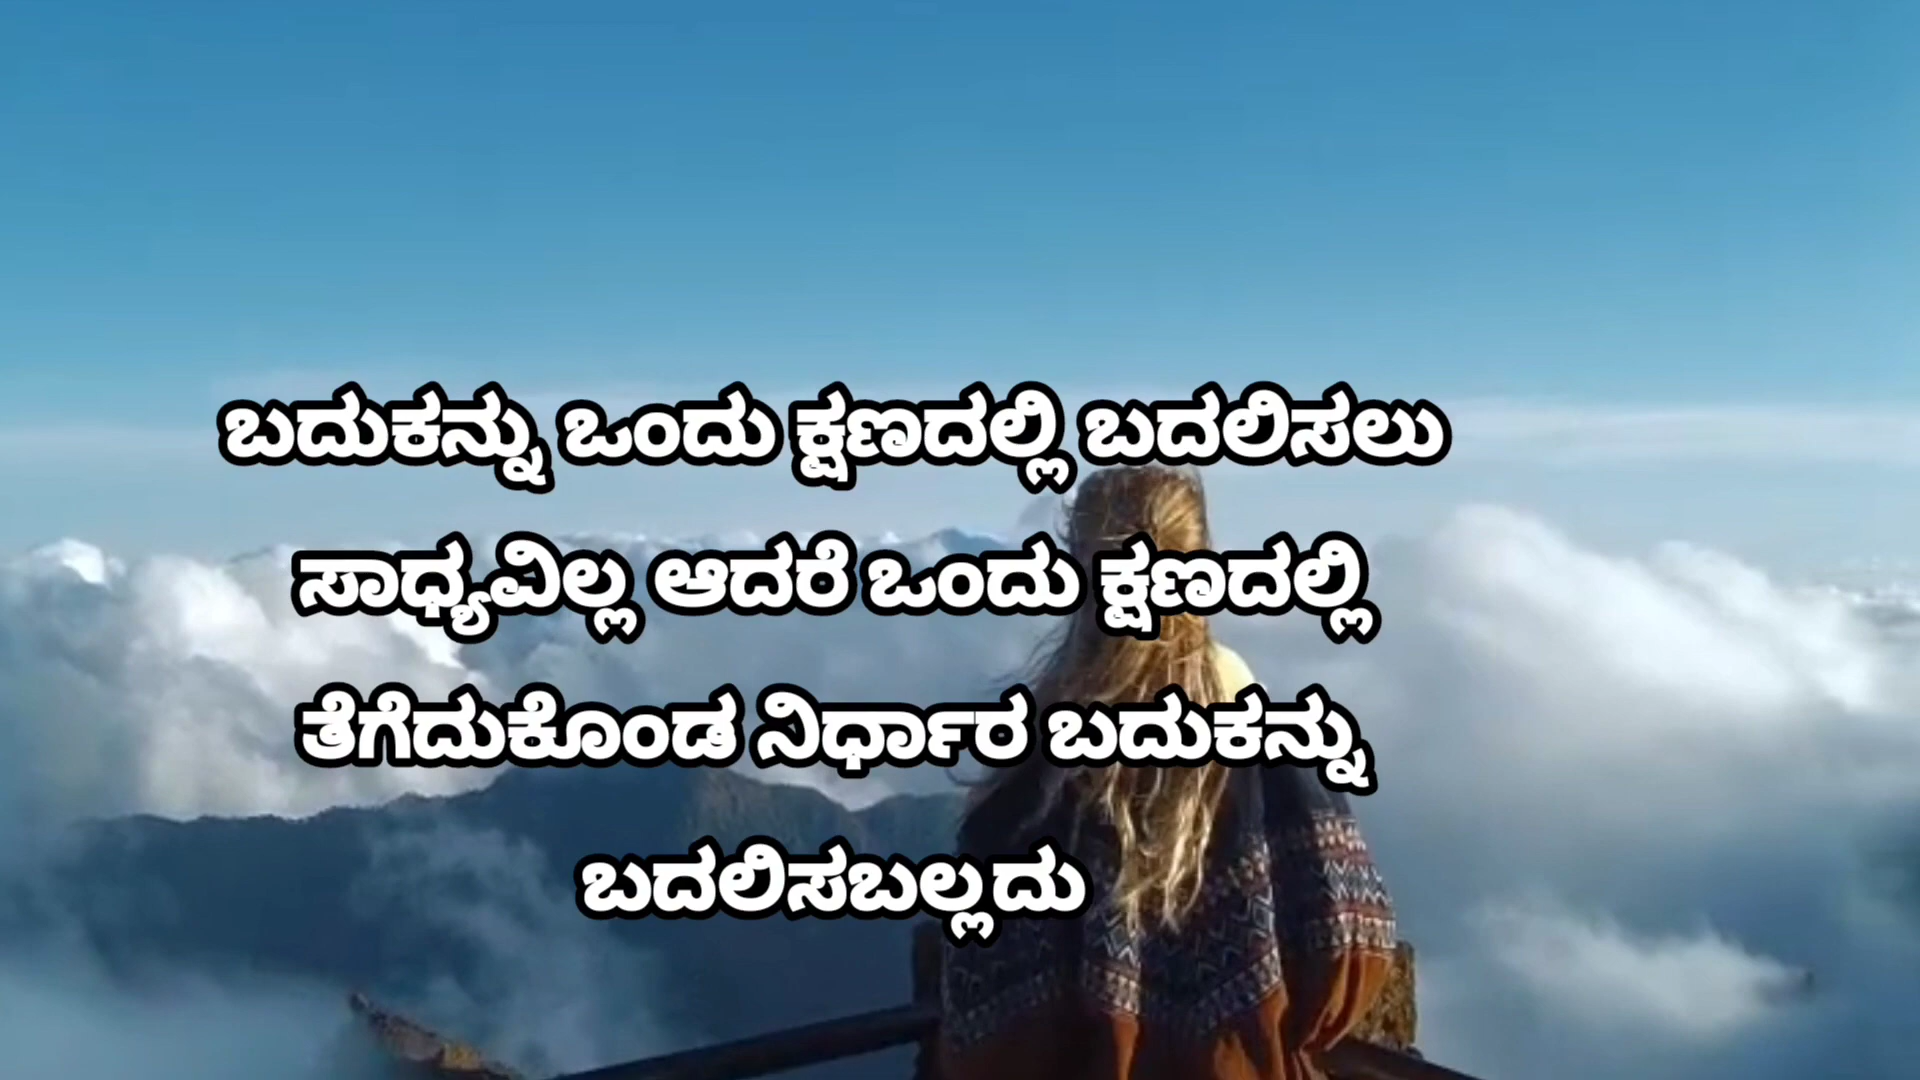 ಬದುಕನ್ನು ಒಂದು ಕ್ಷಣದಲ್ಲಿ ಬದಲಿಸಲು
ಸಾಧ್ಯವಿಲ್ಲ ಆದರೆ ಒಂದು ಕ್ಷಣದಲ್ಲಿ
ತೆಗೆದುಕೊಂಡ ನಿರ್ಧಾರ ಬದುಕನ್ನು
ಬದಲಿಸಬಲ್ಲದು